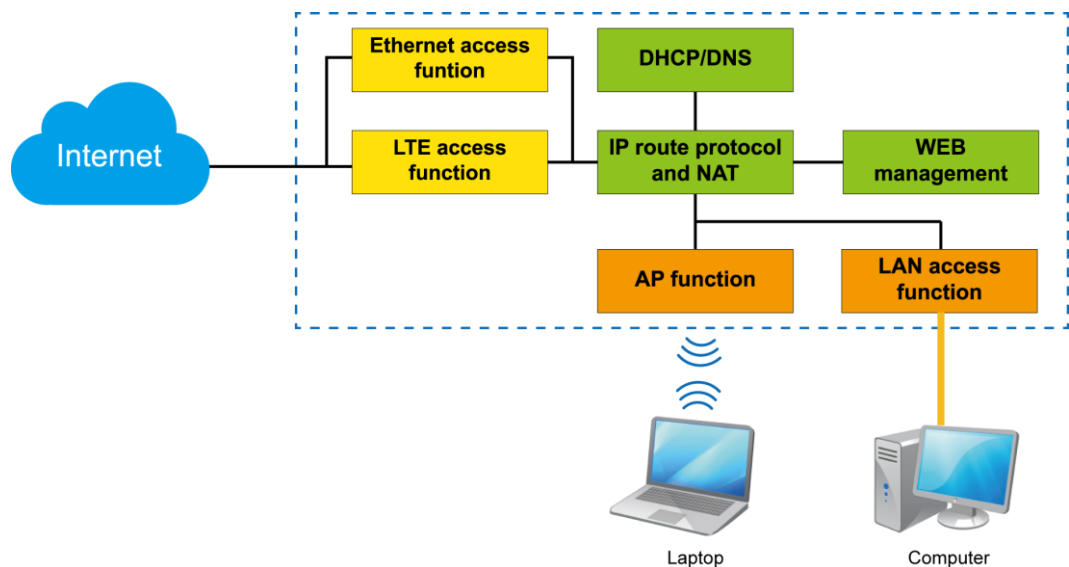 Internet
Ethernet access
funtion
LTE access
function
DHCP/DNS
IP route protocol
and NAT
WEB
management
AP function
LAN access
function
Laptop
Computer